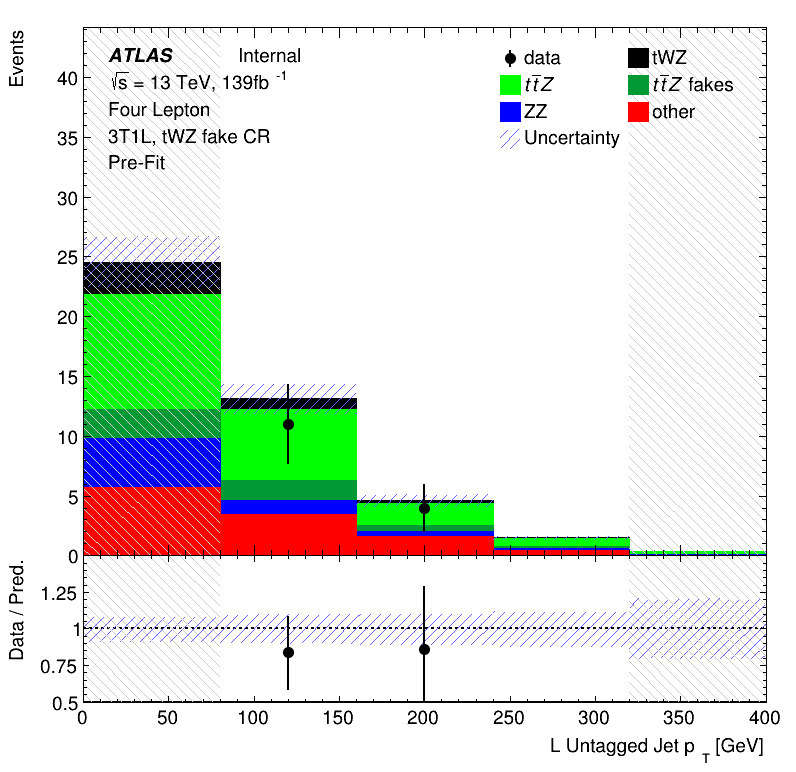 Events
40
35
30
25
20
15
10
5
0
ATLAS Internal
√s = 13 TeV, 139fb⁻¹
Four Lepton
3T1L, tWZ fake CR
Pre-Fit
data tWZ
tt̄Z tt̄Z fakes
ZZ other
Uncertainty
Data / Pred.
1.25
1
0.75
0.5
0 50 100 150 200 250 300 350 400
L Untagged Jet p_T [GeV]